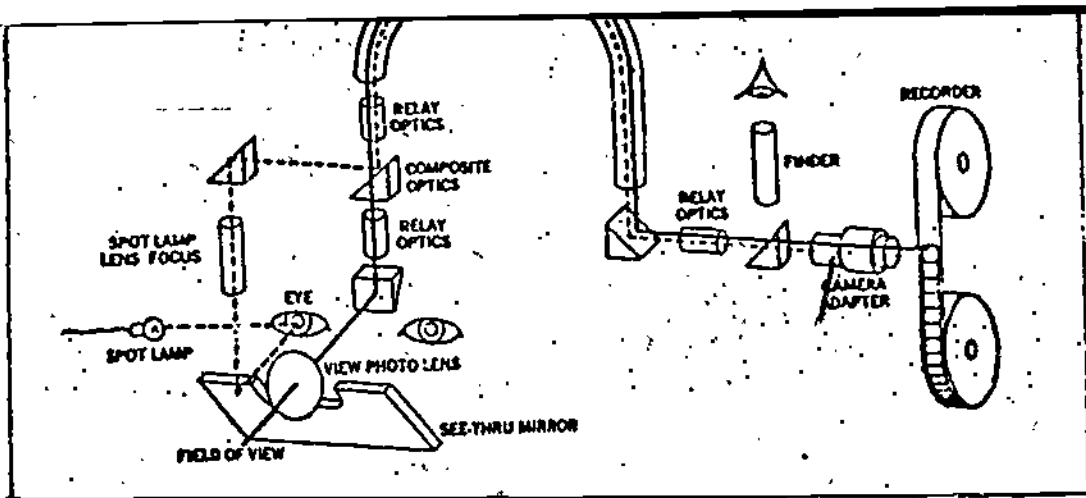 RELAY
OPTICS
COMPOSITE
OPTICS
RELAY
OPTICS
SPOT LAMP
LENS FOCUS
EYE
SPOT LAMP
VIEW PHOTO LENS
SEE-THRU MIRROR
FIELD OF VIEW
RECORDER
FINDER
RELAY
OPTICS
CAMERA
ADAPTER